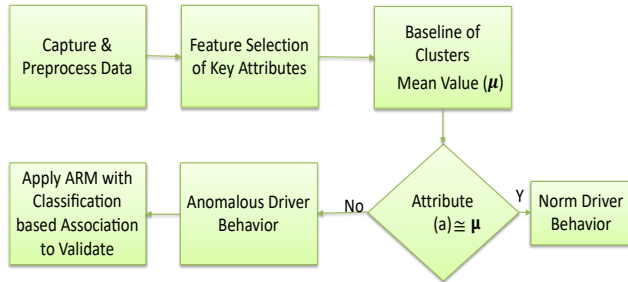 Capture &
Preprocess Data
Feature Selection
of Key Attributes
Baseline of
Clusters
Mean Value (μ)
Apply ARM with
Classification
based Association
to Validate
Anomalous Driver
Behavior
No
Attribute
(a) ≅ μ
Y
Norm Driver
Behavior